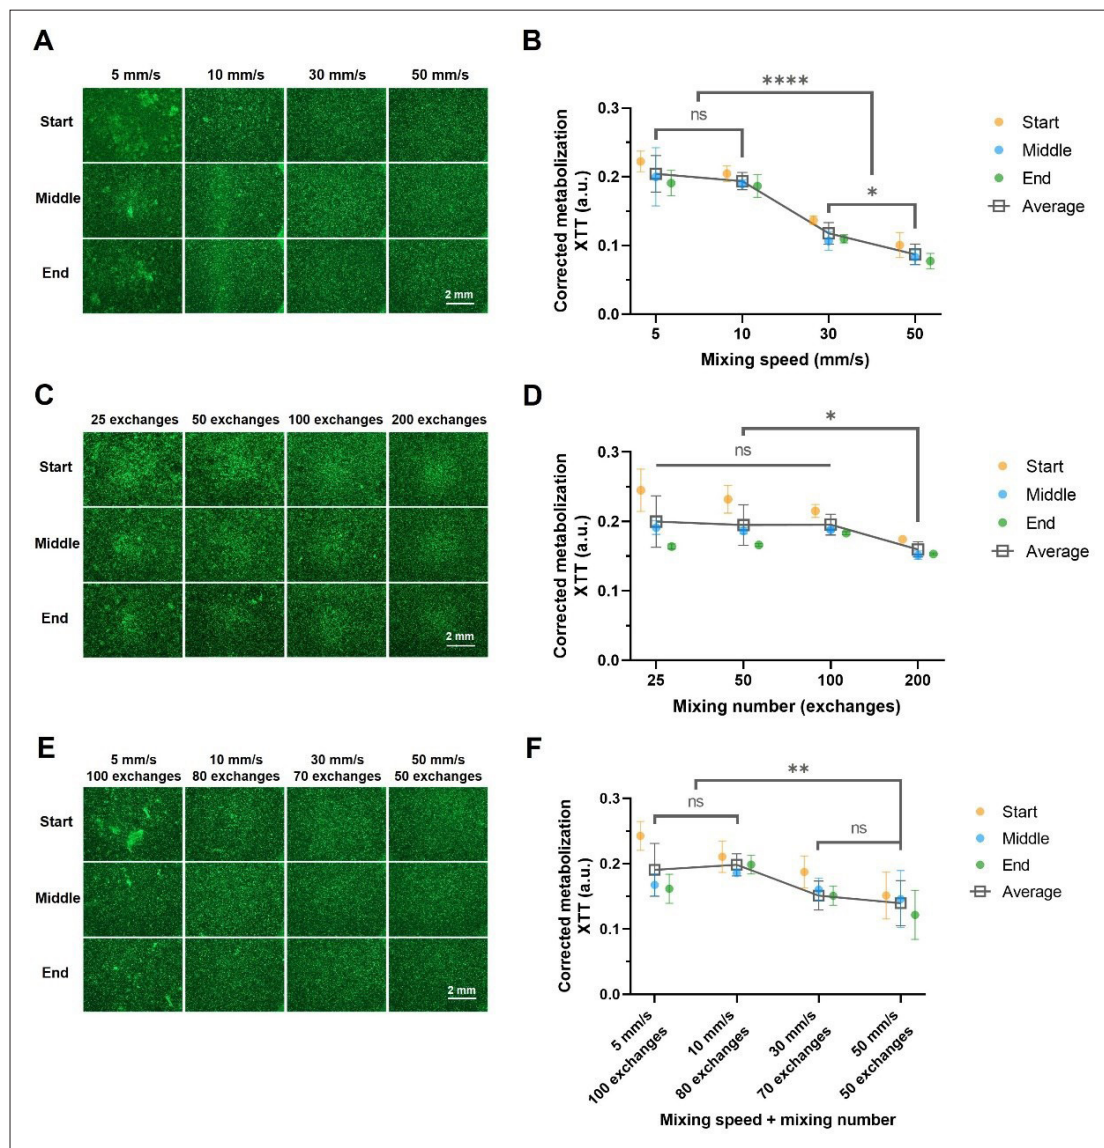 A
5 mm/s 10 mm/s 30 mm/s 50 mm/s
Start
Middle
End
2 mm
B
****
ns
*
0.3
0.2
0.1
0.0
Corrected metabolization
XTT (a.u.)
5 10 30 50
Mixing speed (mm/s)
Start
Middle
End
Average
C
25 exchanges 50 exchanges 100 exchanges 200 exchanges
Start
Middle
End
2 mm
D
*
ns
0.3
0.2
0.1
0.0
Corrected metabolization
XTT (a.u.)
25 50 100 200
Mixing number (exchanges)
Start
Middle
End
Average
E
5 mm/s 10 mm/s 30 mm/s 50 mm/s
100 exchanges 80 exchanges 70 exchanges 50 exchanges
Start
Middle
End
2 mm
F
**
ns
ns
0.3
0.2
0.1
0.0
Corrected metabolization
XTT (a.u.)
5 mm/s
100 exchanges
10 mm/s
80 exchanges
30 mm/s
70 exchanges
50 mm/s
50 exchanges
Mixing speed + mixing number
Start
Middle
End
Average